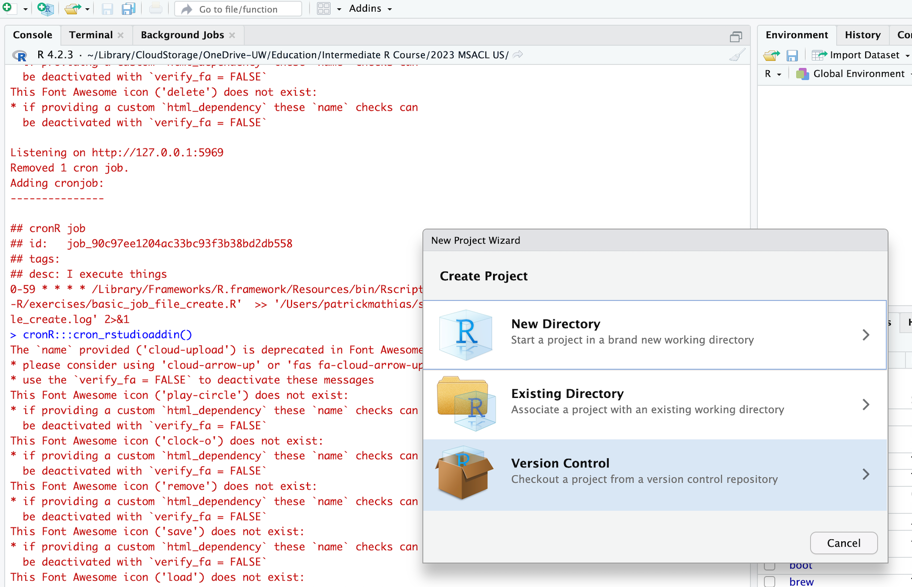 Go to file/function
Addins
Console
Terminal
Background Jobs
R 4.2.3 · ~/Library/CloudStorage/OneDrive-UW/Education/Intermediate R Course/2023 MSACL US/
be deactivated with `verify_fa = FALSE`
This Font Awesome icon ('delete') does not exist:
* if providing a custom `html_dependency` these `name` checks can
be deactivated with `verify_fa = FALSE`
Listening on http://127.0.0.1:5969
Removed 1 cron job.
Adding cronjob:
---------------
## cronR job
## id:   job_90c97ee1204ac33bc93f3b38bd2db558
## tags:
## desc: I execute things
0-59 * * * * /Library/Frameworks/R.framework/Resources/bin/Rscript
-R/exercises/basic_job_file_create.R'  >> '/Users/patrickmathias/s
le_create.log' 2>&1
> cronR:::cron_rstudioaddin()
The `name` provided ('cloud-upload') is deprecated in Font Awesome
* please consider using 'cloud-arrow-up' or 'fas fa-cloud-arrow-up
* use the `verify_fa = FALSE` to deactivate these messages
This Font Awesome icon ('play-circle') does not exist:
* if providing a custom `html_dependency` these `name` checks can
be deactivated with `verify_fa = FALSE`
This Font Awesome icon ('clock-o') does not exist:
* if providing a custom `html_dependency` these `name` checks can
be deactivated with `verify_fa = FALSE`
This Font Awesome icon ('remove') does not exist:
* if providing a custom `html_dependency` these `name` checks can
be deactivated with `verify_fa = FALSE`
This Font Awesome icon ('save') does not exist:
* if providing a custom `html_dependency` these `name` checks can
be deactivated with `verify_fa = FALSE`
This Font Awesome icon ('load') does not exist:
New Project Wizard
Create Project
New Directory
Start a project in a brand new working directory
Existing Directory
Associate a project with an existing working directory
Version Control
Checkout a project from a version control repository
Cancel
Environment
History
Co
Import Dataset
R
Global Environment
boot
brew